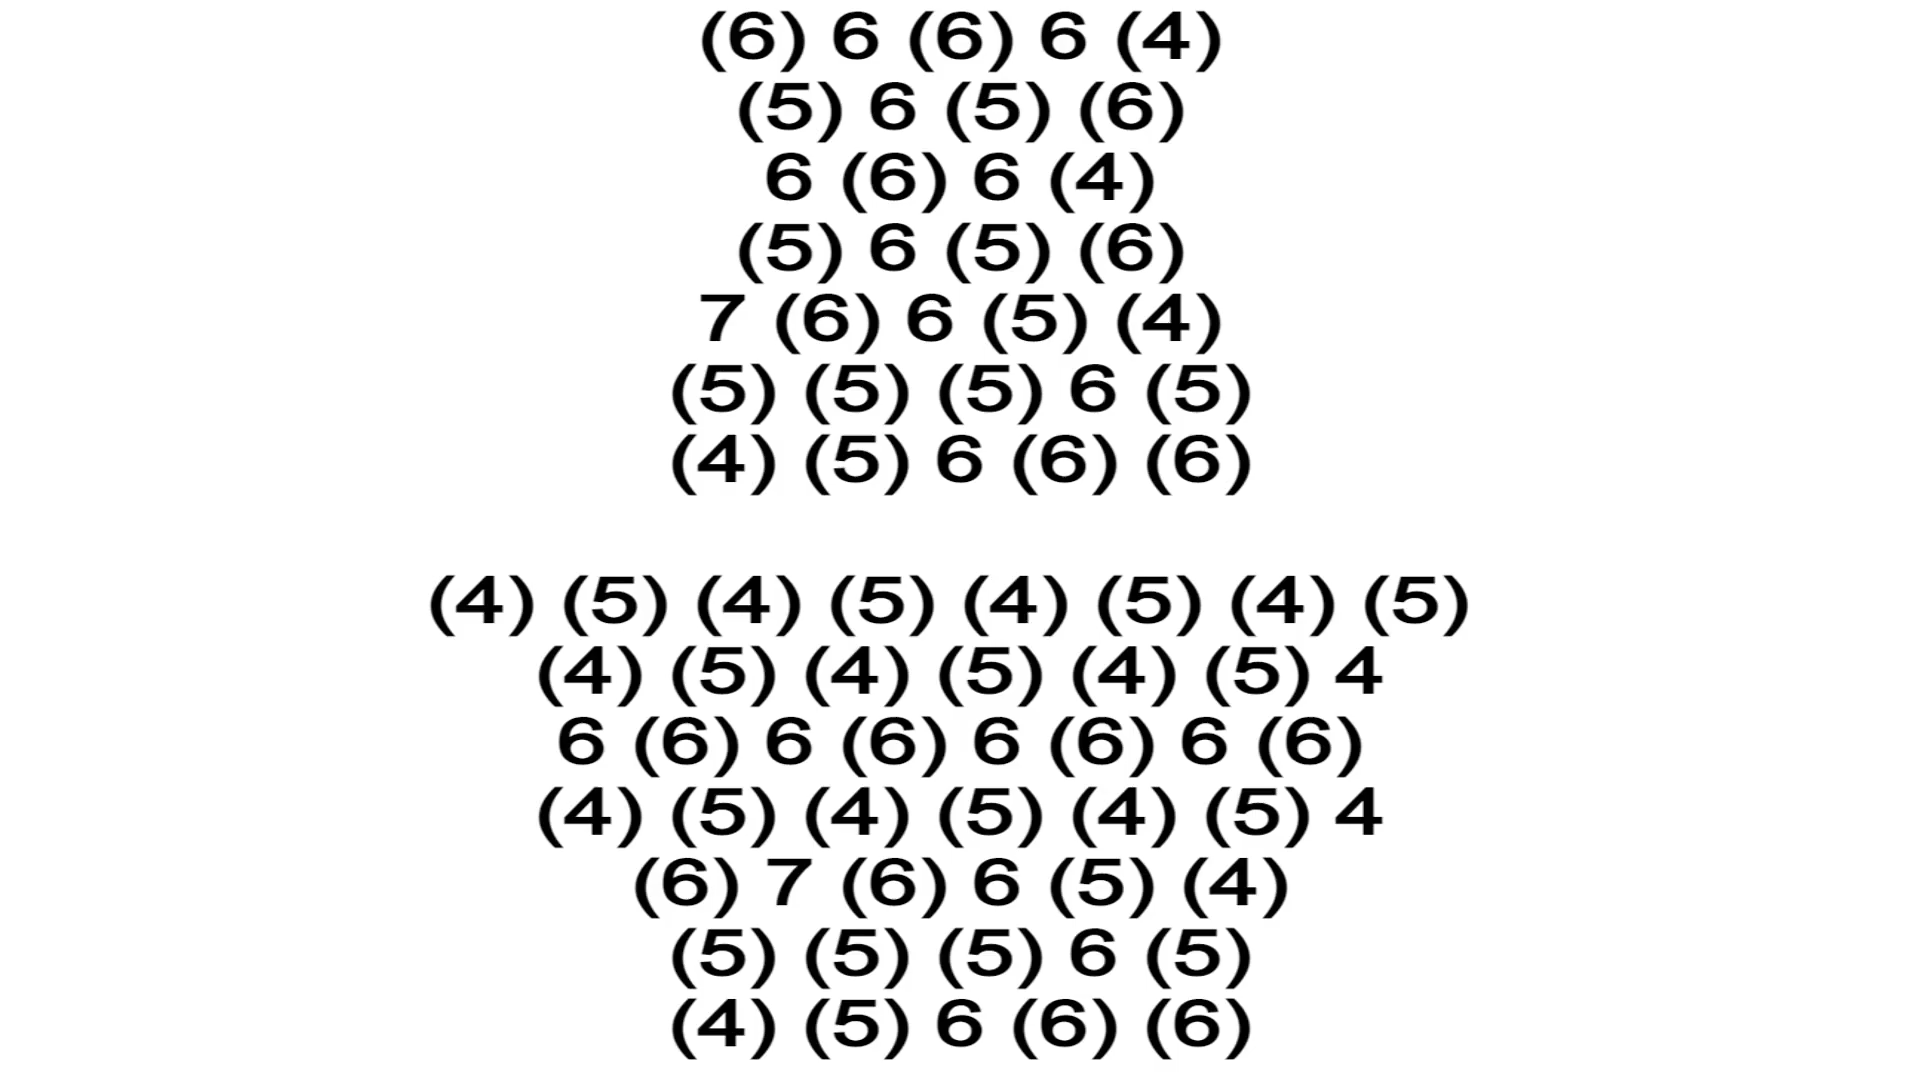 (6) 6 (6) 6 (4)
(5) 6 (5) (6)
6 (6) 6 (4)
(5) 6 (5) (6)
7 (6) 6 (5) (4)
(5) (5) (5) 6 (5)
(4) (5) 6 (6) (6)
(4) (5) (4) (5) (4) (5) (4) (5)
(4) (5) (4) (5) (4) (5) 4
6 (6) 6 (6) 6 (6) 6 (6)
(4) (5) (4) (5) (4) (5) 4
(6) 7 (6) 6 (5) (4)
(5) (5) (5) 6 (5)
(4) (5) 6 (6) (6)